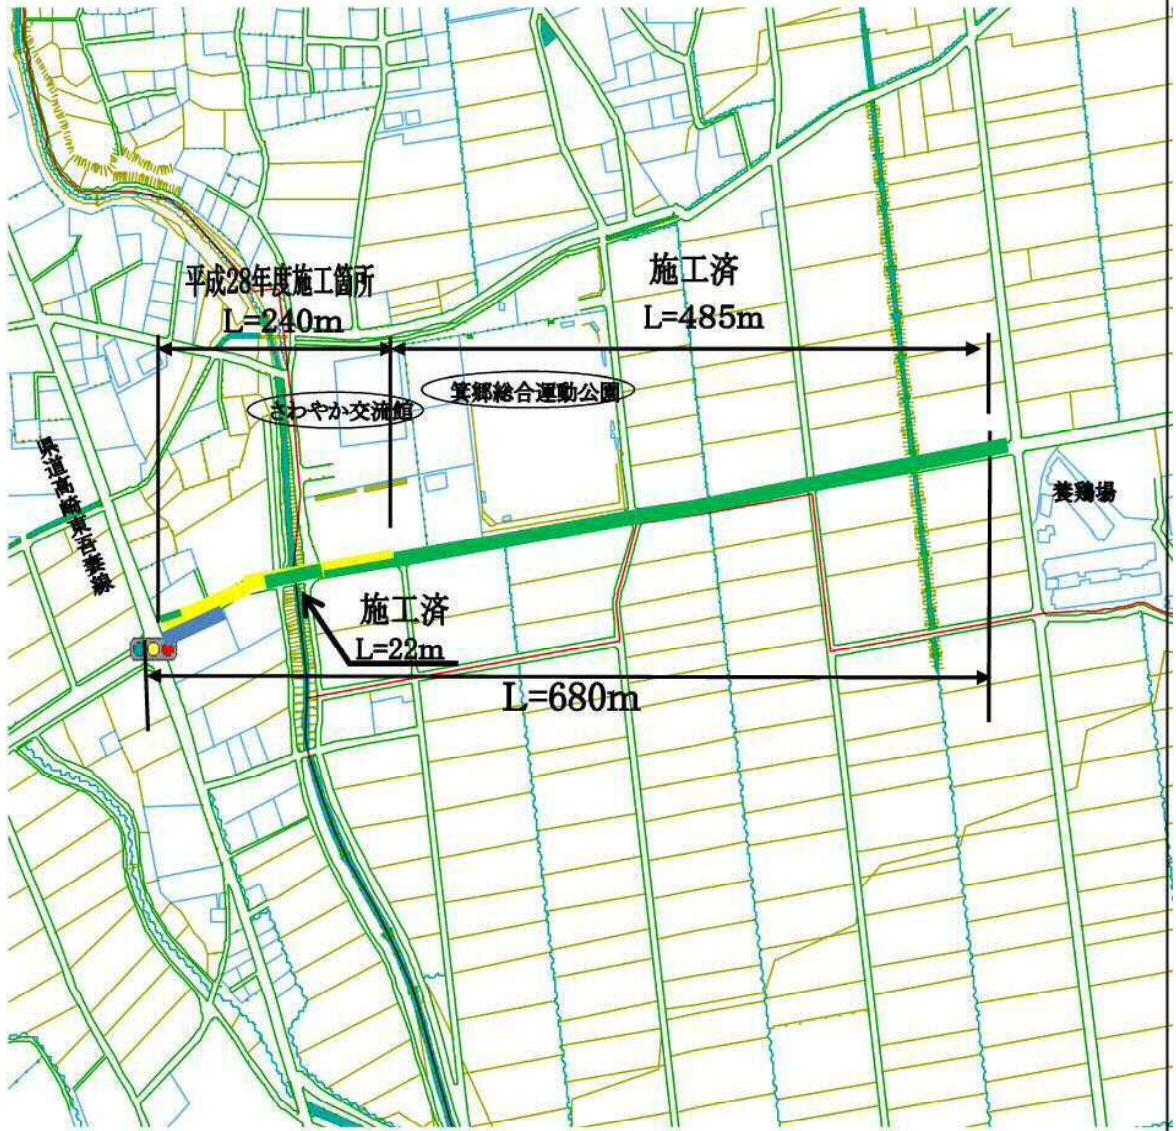 平成28年度施工箇所
L=240m
施工済
L=485m
さわやか交流館
箕郷総合運動公園
県道高崎東吾妻線
養鶏場
施工済
L=22m
L=680m